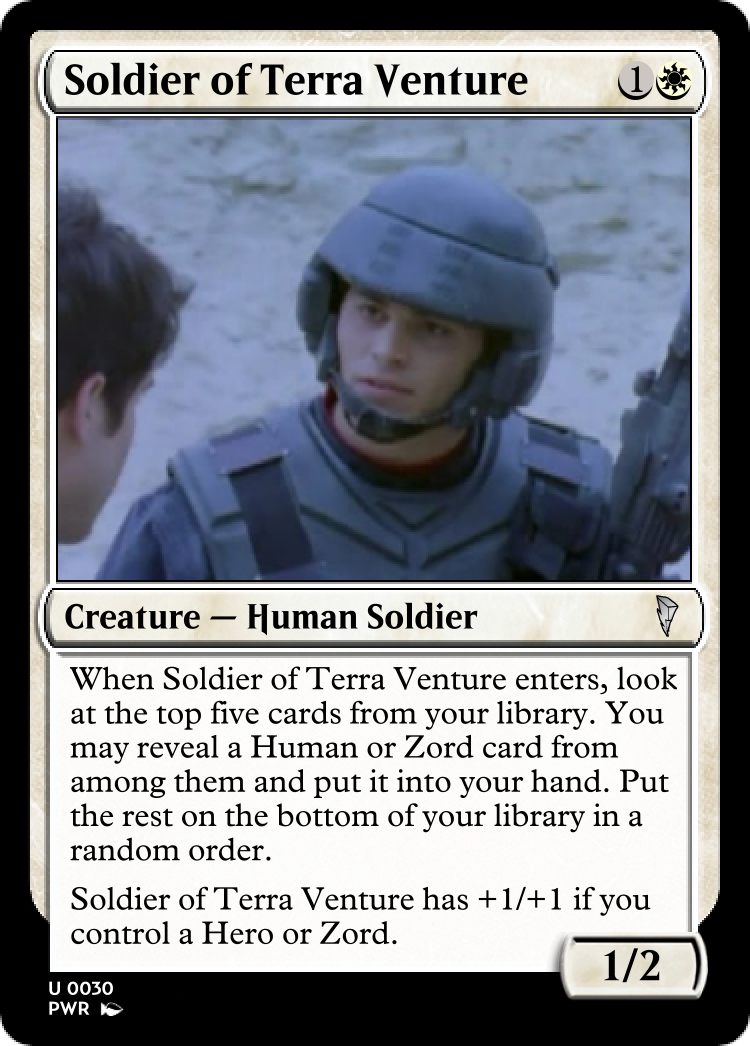 Soldier of Terra Venture 1
Creature — Human Soldier
When Soldier of Terra Venture enters, look
at the top five cards from your library. You
may reveal a Human or Zord card from
among them and put it into your hand. Put
the rest on the bottom of your library in a
random order.
Soldier of Terra Venture has +1/+1 if you
control a Hero or Zord.
1/2
U 0030
PWR